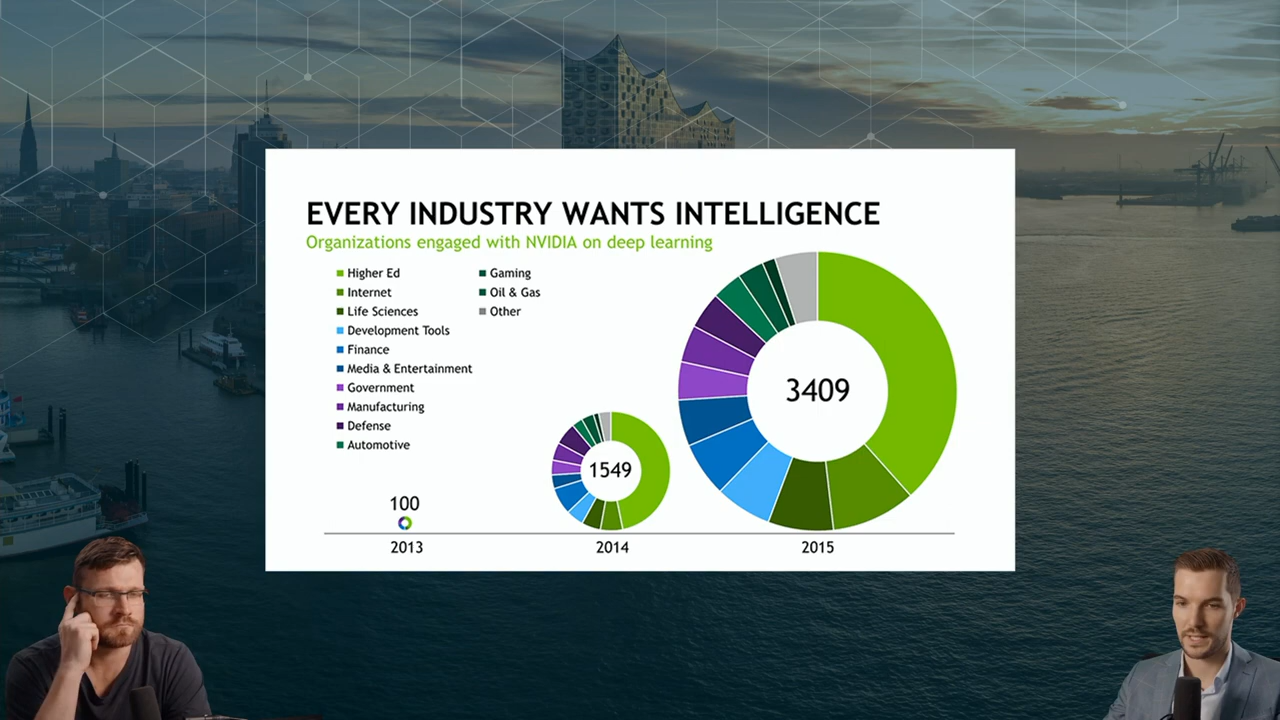 EVERY INDUSTRY WANTS INTELLIGENCE
Organizations engaged with NVIDIA on deep learning
Higher Ed
Internet
Life Sciences
Development Tools
Finance
Media & Entertainment
Government
Manufacturing
Defense
Automotive
Gaming
Oil & Gas
Other
100
1549
3409
2013
2014
2015